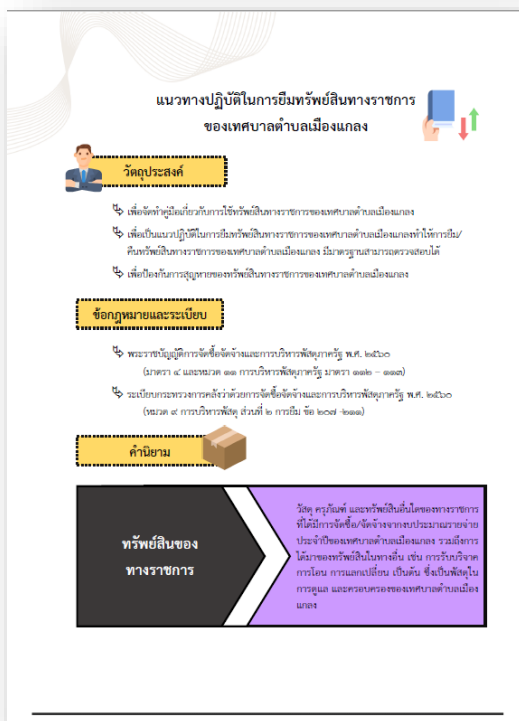 แนวทางปฏิบัติในการยืมทรัพย์สินทางราชการ
ของเทศบาลตำบลเมืองแกลง
วัตถุประสงค์
เพื่อจัดทำคู่มือเกี่ยวกับการใช้ทรัพย์สินทางราชการของเทศบาลตำบลเมืองแกลง
เพื่อเป็นแนวปฏิบัติในการยืมทรัพย์สินทางราชการของเทศบาลตำบลเมืองแกลงทำให้การยืม/
คืนทรัพย์สินทางราชการของเทศบาลตำบลเมืองแกลง มีมาตรฐานสามารถตรวจสอบได้
เพื่อป้องกันการสูญหายของทรัพย์สินทางราชการของเทศบาลตำบลเมืองแกลง
ข้อกฎหมายและระเบียบ
พระราชบัญญัติการจัดซื้อจัดจ้างและการบริหารพัสดุภาครัฐ พ.ศ. ๒๕๖๐
(มาตรา ๔ และหมวด ๑๓ การบริหารพัสดุภาครัฐ มาตรา ๑๑๒ – ๑๑๓)
ระเบียบกระทรวงการคลังว่าด้วยการจัดซื้อจัดจ้างและการบริหารพัสดุภาครัฐ พ.ศ. ๒๕๖๐
(หมวด ๙ การบริหารพัสดุ ส่วนที่ ๒ การยืม ข้อ ๒๐๗ -๒๑๑)
คำนิยาม
ทรัพย์สินของ
ทางราชการ
วัสดุ ครุภัณฑ์ และทรัพย์สินอื่นใดของทางราชการ
ที่ได้มีการจัดซื้อ/จัดจ้างจากงบประมาณรายจ่าย
ประจำปีของเทศบาลตำบลเมืองแกลง รวมถึงการ
ได้มาของทรัพย์สินในทางอื่น เช่น การรับบริจาค
การโอน การแลกเปลี่ยน เป็นต้น ซึ่งเป็นพัสดุใน
การดูแล และครอบครองของเทศบาลตำบลเมือง
แกลง